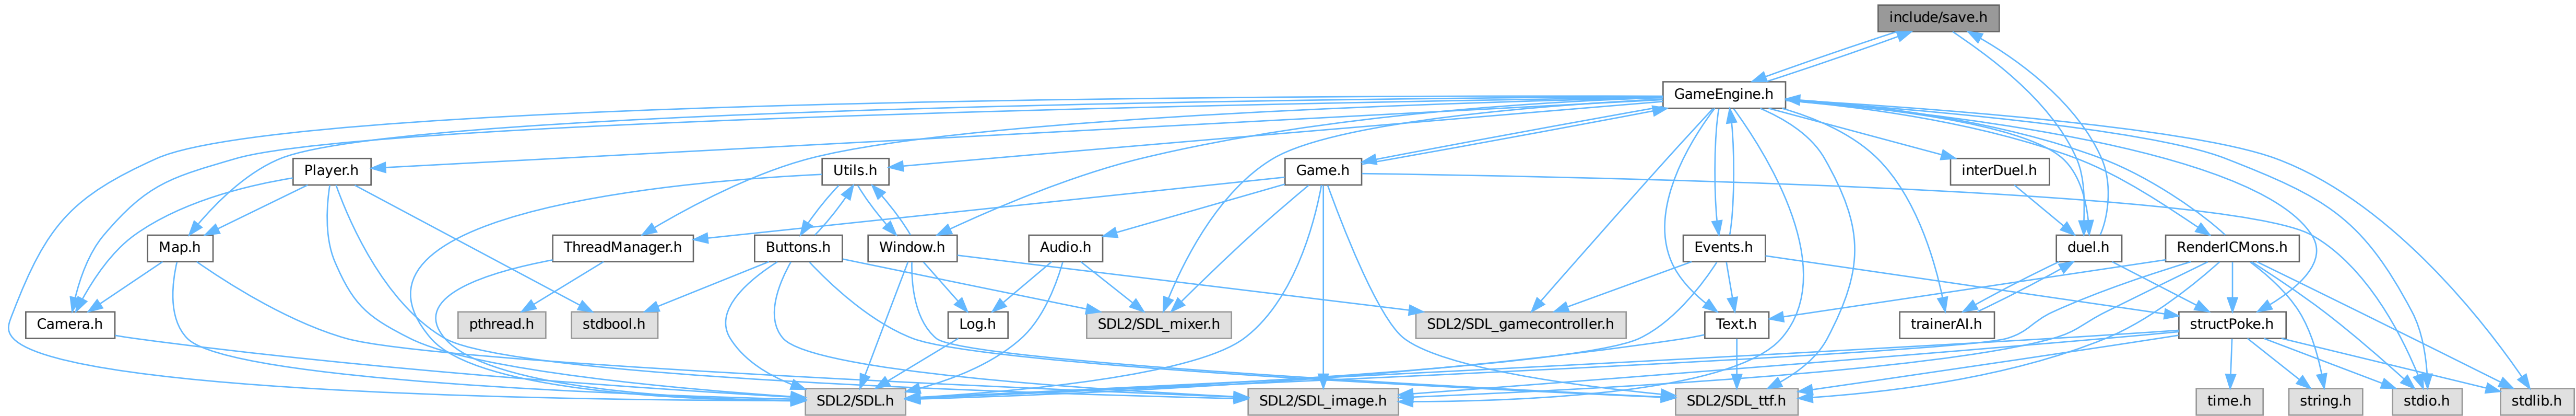 include/save.h
GameEngine.h
Player.h
Utils.h
Game.h
interDuel.h
Map.h
ThreadManager.h
Buttons.h
Window.h
Audio.h
Events.h
duel.h
RenderICMons.h
Camera.h
pthread.h
stdbool.h
Log.h
SDL2/SDL_mixer.h
SDL2/SDL_gamecontroller.h
Text.h
trainerAI.h
structPoke.h
SDL2/SDL.h
SDL2/SDL_image.h
SDL2/SDL_ttf.h
time.h
string.h
stdio.h
stdlib.h